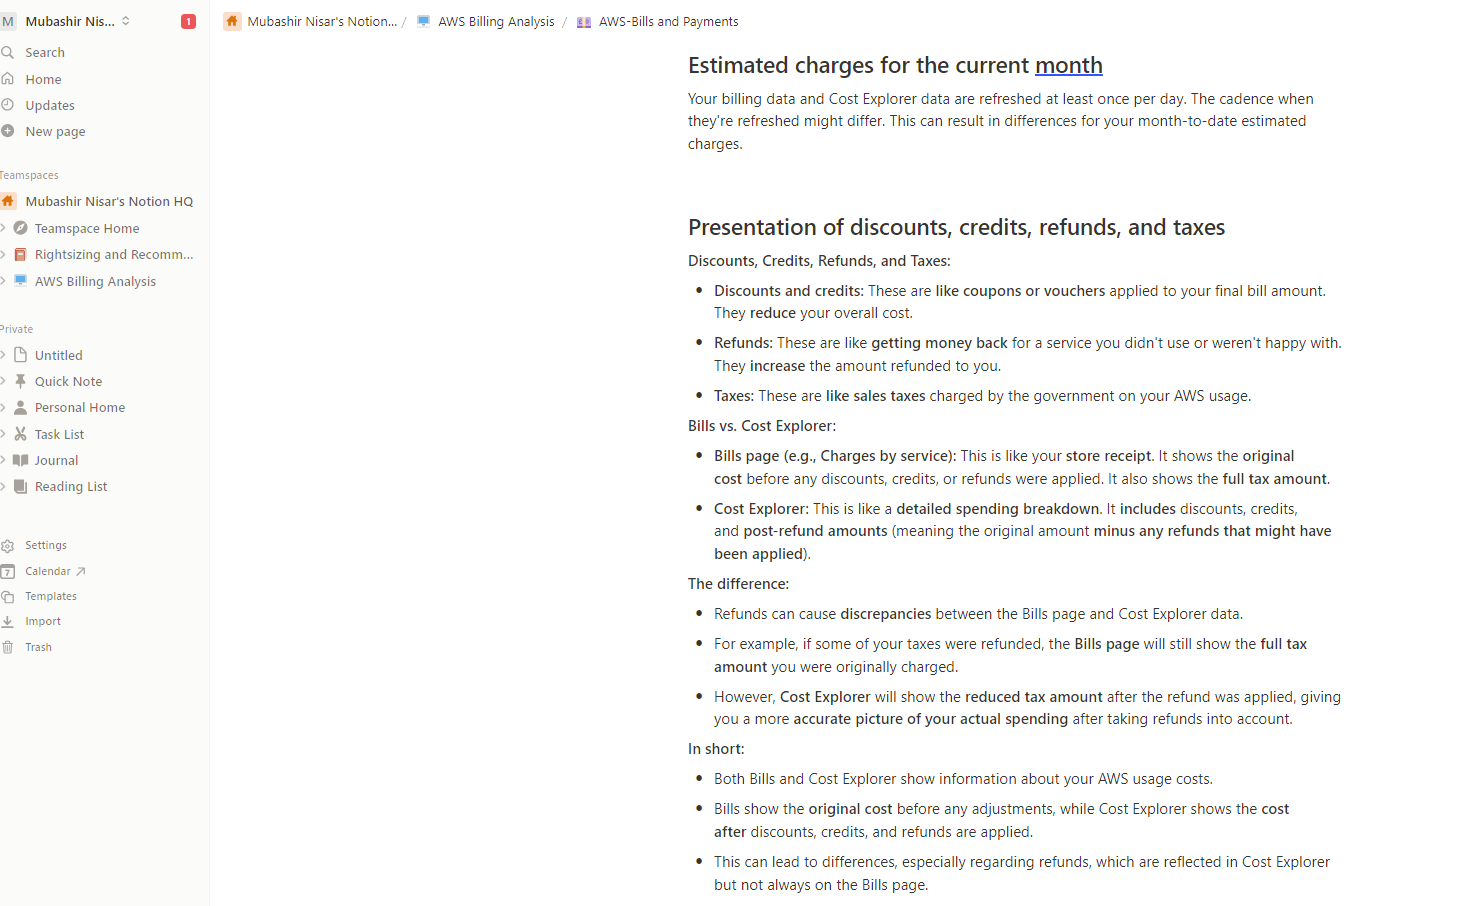 M Mubashir Nis... 1
Search
Home
Updates
New page
Teamspaces
Mubashir Nisar's Notion HQ
Teamspace Home
Rightsizing and Recomm...
AWS Billing Analysis
Private
Untitled
Quick Note
Personal Home
Task List
Journal
Reading List
Settings
7 Calendar
Templates
Import
Trash
Mubashir Nisar's Notion... / AWS Billing Analysis / AWS-Bills and Payments
Estimated charges for the current month
Your billing data and Cost Explorer data are refreshed at least once per day. The cadence when
they're refreshed might differ. This can result in differences for your month-to-date estimated
charges.
Presentation of discounts, credits, refunds, and taxes
Discounts, Credits, Refunds, and Taxes:
• Discounts and credits: These are like coupons or vouchers applied to your final bill amount.
They reduce your overall cost.
• Refunds: These are like getting money back for a service you didn't use or weren't happy with.
They increase the amount refunded to you.
• Taxes: These are like sales taxes charged by the government on your AWS usage.
Bills vs. Cost Explorer:
• Bills page (e.g., Charges by service): This is like your store receipt. It shows the original
cost before any discounts, credits, or refunds were applied. It also shows the full tax amount.
• Cost Explorer: This is like a detailed spending breakdown. It includes discounts, credits,
and post-refund amounts (meaning the original amount minus any refunds that might have
been applied).
The difference:
• Refunds can cause discrepancies between the Bills page and Cost Explorer data.
• For example, if some of your taxes were refunded, the Bills page will still show the full tax
amount you were originally charged.
• However, Cost Explorer will show the reduced tax amount after the refund was applied, giving
you a more accurate picture of your actual spending after taking refunds into account.
In short:
• Both Bills and Cost Explorer show information about your AWS usage costs.
• Bills show the original cost before any adjustments, while Cost Explorer shows the cost
after discounts, credits, and refunds are applied.
• This can lead to differences, especially regarding refunds, which are reflected in Cost Explorer
but not always on the Bills page.